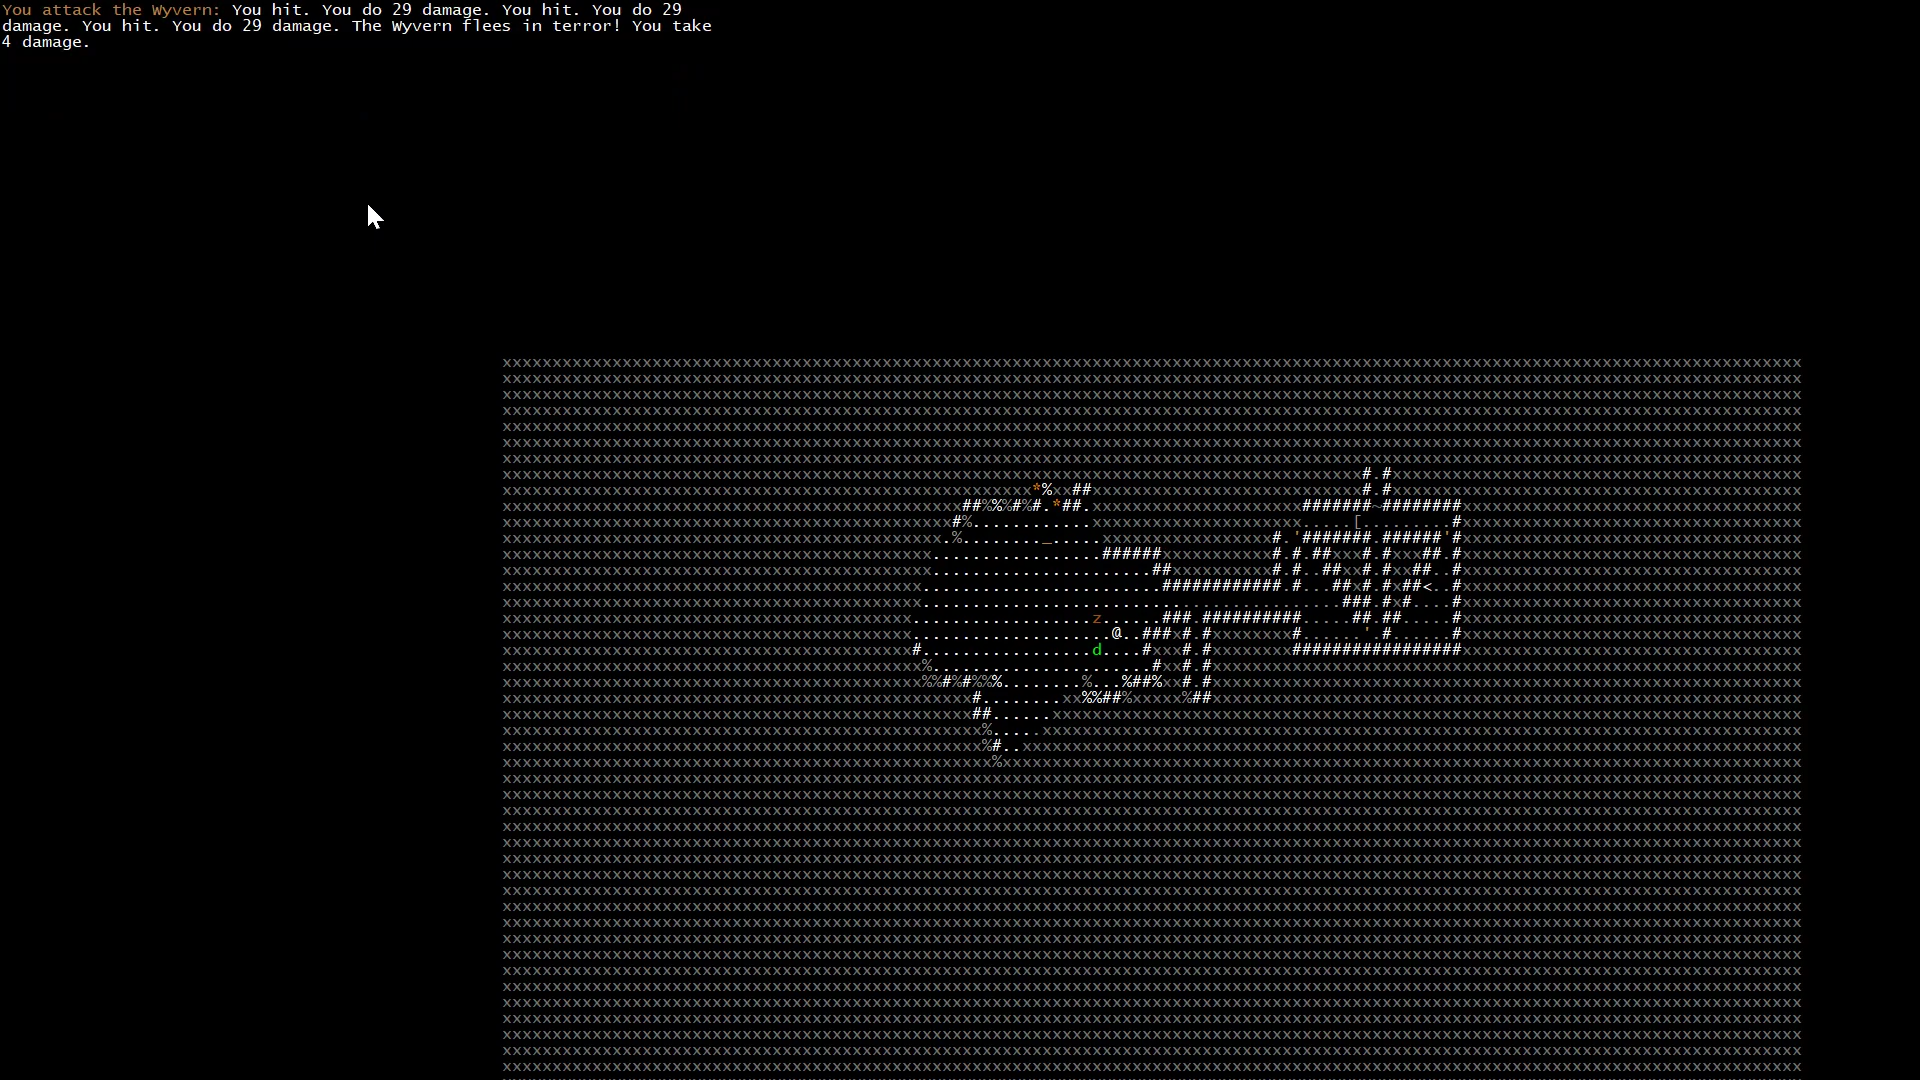 You attack the Wyvern: You hit. You do 29 damage. You hit. You do 29
damage. You hit. You do 29 damage. The Wyvern flees in terror! You take
4 damage.